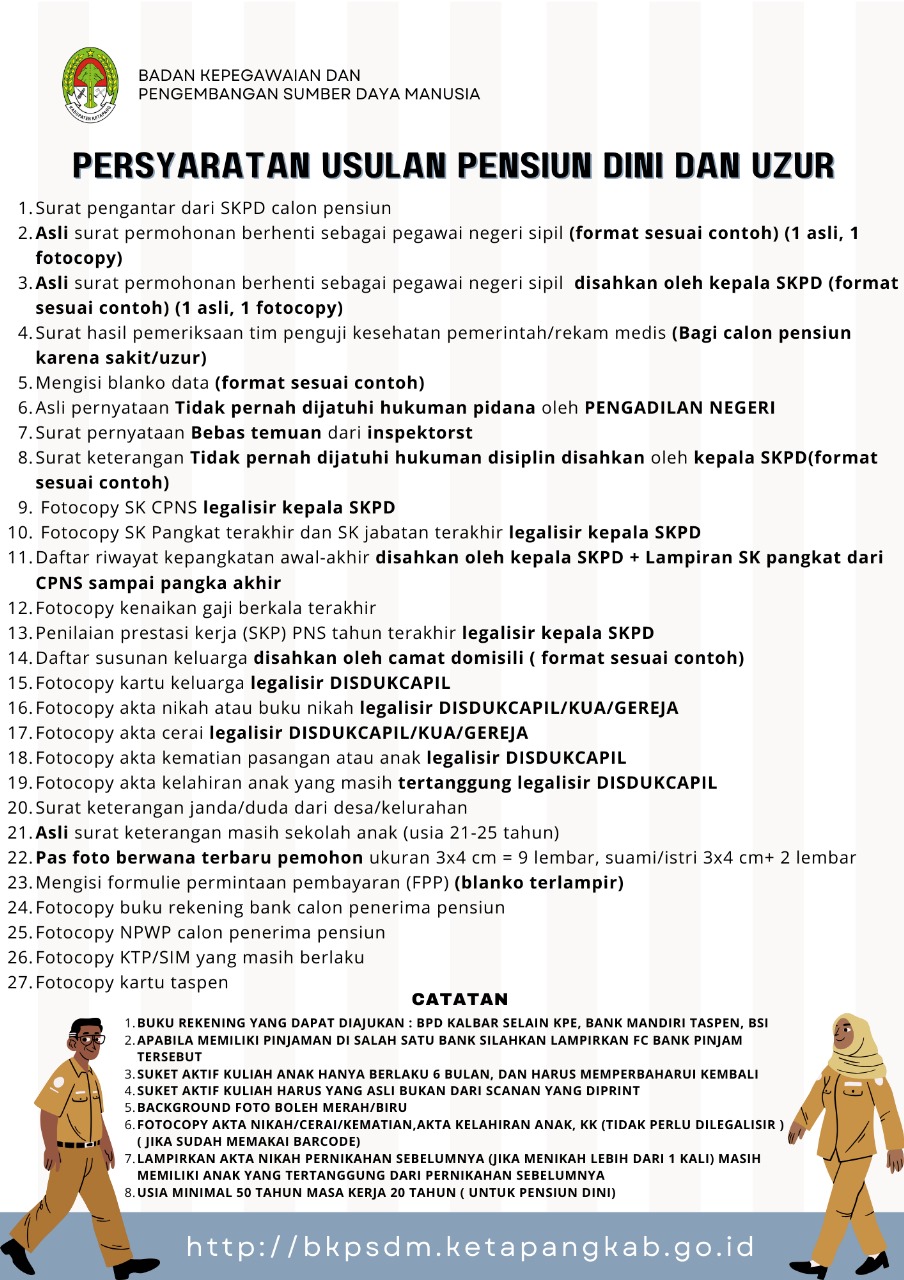 KABUPATEN KETAPANG
BADAN KEPEGAWAIAN DAN
PENGEMBANGAN SUMBER DAYA MANUSIA
PERSYARATAN USULAN PENSIUN DINI DAN UZUR
1. Surat pengantar dari SKPD calon pensiun
2. Asli surat permohonan berhenti sebagai pegawai negeri sipil (format sesuai contoh) (1 asli, 1
fotocopy)
3. Asli surat permohonan berhenti sebagai pegawai negeri sipil disahkan oleh kepala SKPD (format
sesuai contoh) (1 asli, 1 fotocopy)
4. Surat hasil pemeriksaan tim penguji kesehatan pemerintah/rekam medis (Bagi calon pensiun
karena sakit/uzur)
5. Mengisi blanko data (format sesuai contoh)
6. Asli pernyataan Tidak pernah dijatuhi hukuman pidana oleh PENGADILAN NEGERI
7. Surat pernyataan Bebas temuan dari inspektorst
8. Surat keterangan Tidak pernah dijatuhi hukuman disiplin disahkan oleh kepala SKPD(format
sesuai contoh)
9. Fotocopy SK CPNS legalisir kepala SKPD
10. Fotocopy SK Pangkat terakhir dan SK jabatan terakhir legalisir kepala SKPD
11. Daftar riwayat kepangkatan awal-akhir disahkan oleh kepala SKPD + Lampiran SK pangkat dari
CPNS sampai pangka akhir
12. Fotocopy kenaikan gaji berkala terakhir
13. Penilaian prestasi kerja (SKP) PNS tahun terakhir legalisir kepala SKPD
14. Daftar susunan keluarga disahkan oleh camat domisili ( format sesuai contoh)
15. Fotocopy kartu keluarga legalisir DISDUKCAPIL
16. Fotocopy akta nikah atau buku nikah legalisir DISDUKCAPIL/KUA/GEREJA
17. Fotocopy akta cerai legalisir DISDUKCAPIL/KUA/GEREJA
18. Fotocopy akta kematian pasangan atau anak legalisir DISDUKCAPIL
19. Fotocopy akta kelahiran anak yang masih tertanggung legalisir DISDUKCAPIL
20. Surat keterangan janda/duda dari desa/kelurahan
21. Asli surat keterangan masih sekolah anak (usia 21-25 tahun)
22. Pas foto berwana terbaru pemohon ukuran 3x4 cm = 9 lembar, suami/istri 3x4 cm+ 2 lembar
23. Mengisi formulie permintaan pembayaran (FPP) (blanko terlampir)
24. Fotocopy buku rekening bank calon penerima pensiun
25. Fotocopy NPWP calon penerima pensiun
26. Fotocopy KTP/SIM yang masih berlaku
27. Fotocopy kartu taspen
CATATAN
1. BUKU REKENING YANG DAPAT DIAJUKAN : BPD KALBAR SELAIN KPE, BANK MANDIRI TASPEN, BSI
2. APABILA MEMILIKI PINJAMAN DI SALAH SATU BANK SILAHKAN LAMPIRKAN FC BANK PINJAM
TERSEBUT
3. SUKET AKTIF KULIAH ANAK HANYA BERLAKU 6 BULAN, DAN HARUS MEMPERBAHARUI KEMBALI
4. SUKET AKTIF KULIAH HARUS YANG ASLI BUKAN DARI SCANAN YANG DIPRINT
5. BACKGROUND FOTO BOLEH MERAH/BIRU
6. FOTOCOPY AKTA NIKAH/CERAI/KEMATIAN,AKTA KELAHIRAN ANAK, KK (TIDAK PERLU DILEGALISIR )
( JIKA SUDAH MEMAKAI BARCODE)
7. LAMPIRKAN AKTA NIKAH PERNIKAHAN SEBELUMNYA (JIKA MENIKAH LEBIH DARI 1 KALI) MASIH
MEMILIKI ANAK YANG TERTANGGUNG DARI PERNIKAHAN SEBELUMNYA
8. USIA MINIMAL 50 TAHUN MASA KERJA 20 TAHUN ( UNTUK PENSIUN DINI)
http://bkpsdm.ketapangkab.go.id